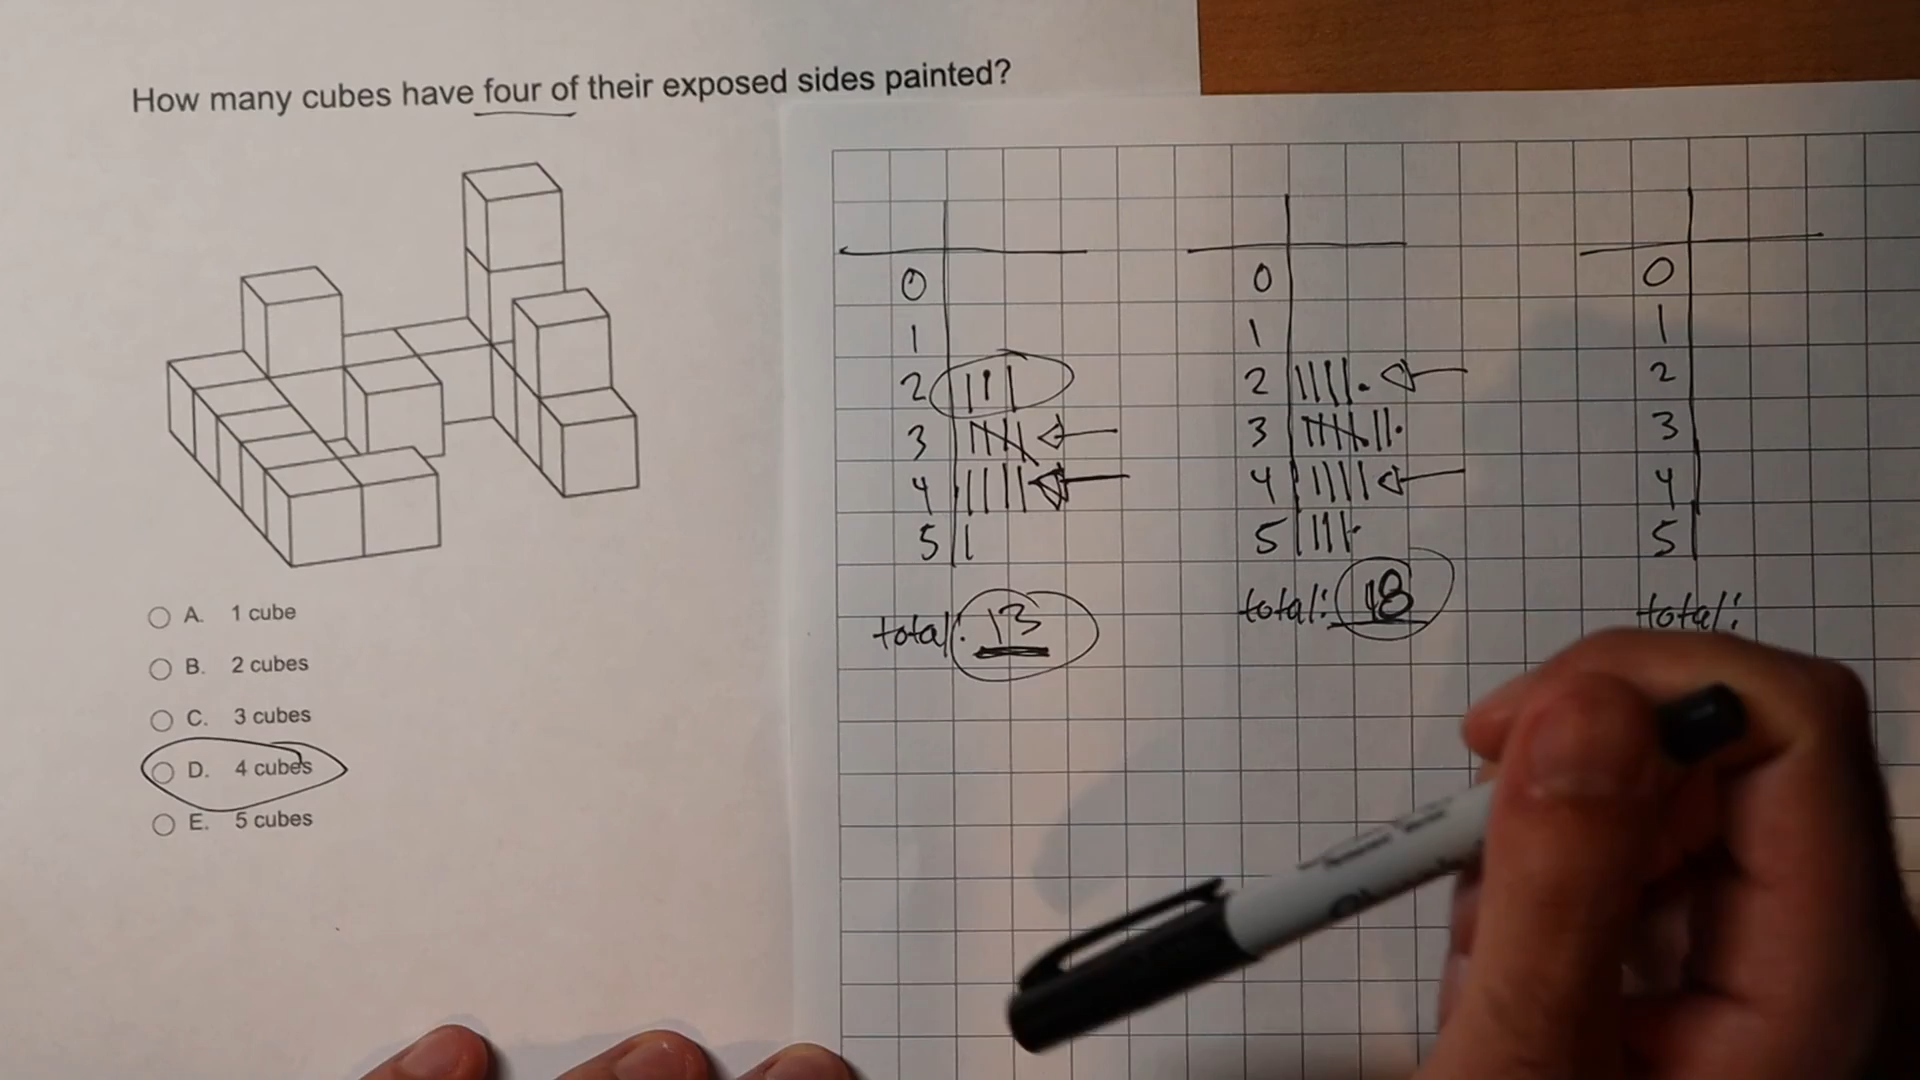 How many cubes have four of their exposed sides painted?
A. 1 cube
B. 2 cubes
C. 3 cubes
D. 4 cubes
E. 5 cubes
0
1
2 |||
3 ||||
4 ||||
5 |
total: 13
0
1
2 ||||
3 |||| ||
4 ||||
5 |||
total: 18
0
1
2
3
4
5
total: